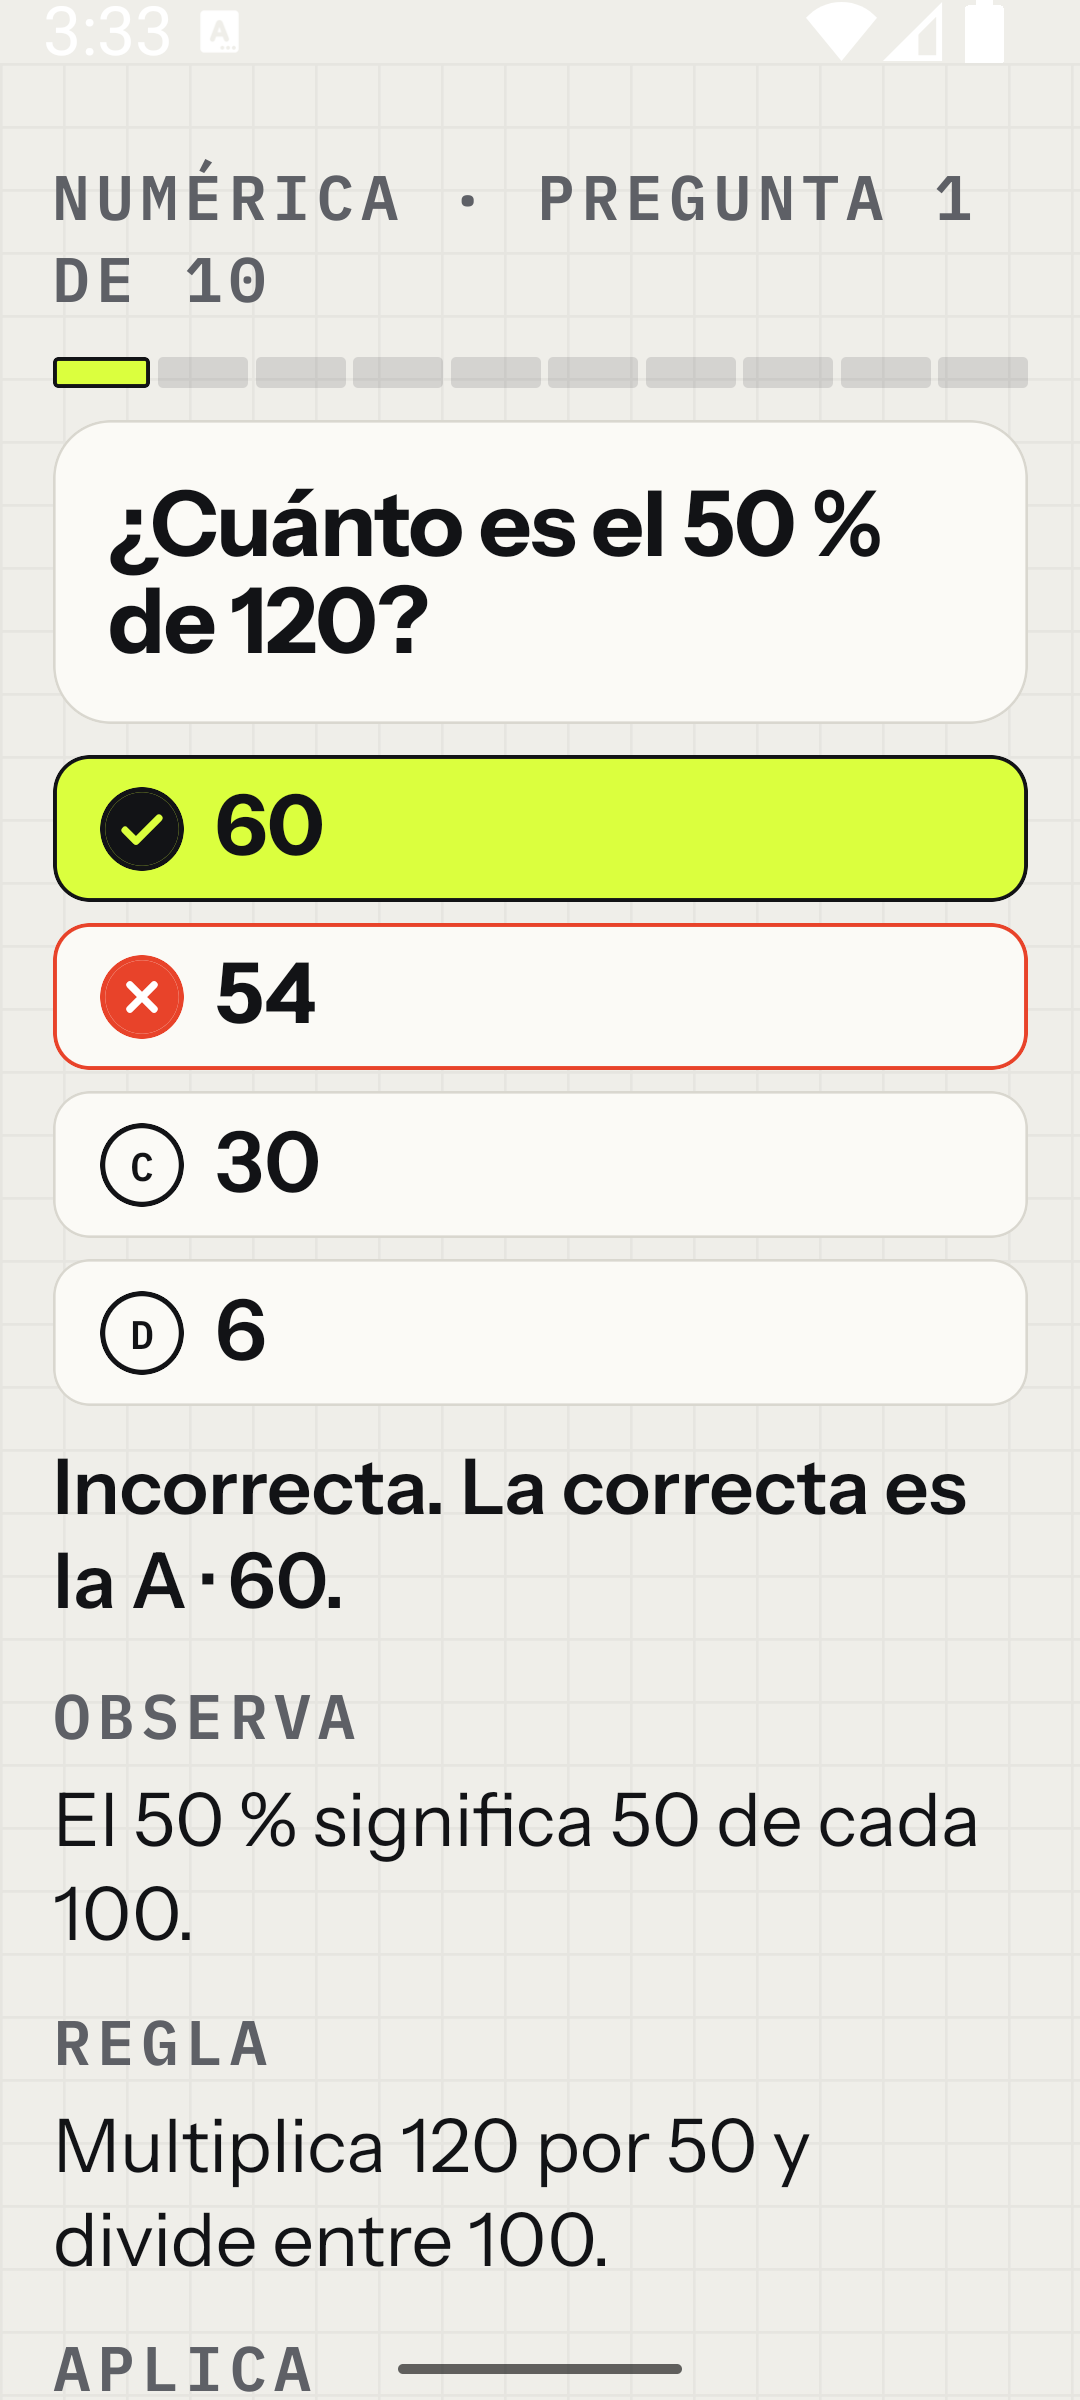 3:33
NUMÉRICA · PREGUNTA 1
DE 10
¿Cuánto es el 50 %
de 120?
60
54
C 30
D 6
Incorrecta. La correcta es
la A · 60.
OBSERVA
El 50 % significa 50 de cada
100.
REGLA
Multiplica 120 por 50 y
divide entre 100.
APLICA